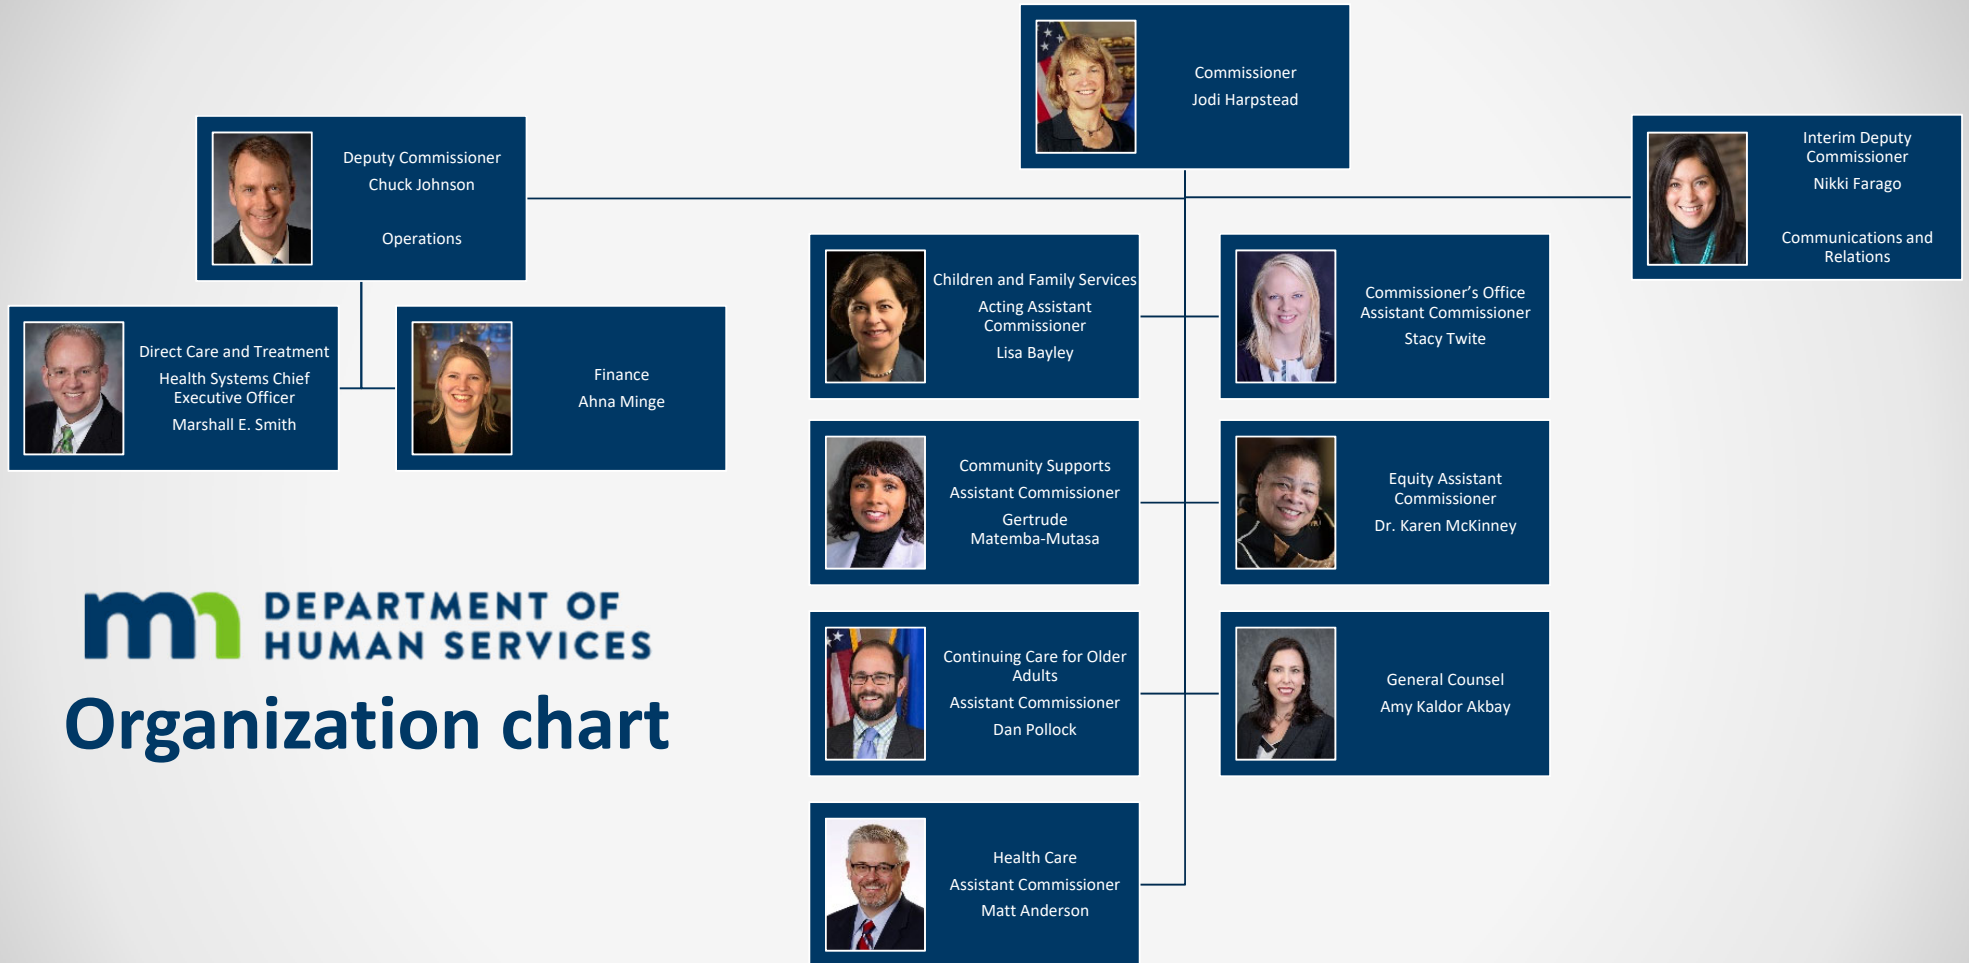 Commissioner
Jodi Harpstead
Deputy Commissioner
Chuck Johnson
Operations
Interim Deputy
Commissioner
Nikki Farago
Communications and
Relations
Direct Care and Treatment
Health Systems Chief
Executive Officer
Marshall E. Smith
Finance
Ahna Minge
Children and Family Services
Acting Assistant
Commissioner
Lisa Bayley
Commissioner’s Office
Assistant Commissioner
Stacy Twite
Community Supports
Assistant Commissioner
Gertrude
Matemba-Mutasa
Equity Assistant
Commissioner
Dr. Karen McKinney
mn DEPARTMENT OF
HUMAN SERVICES
Organization chart
Continuing Care for Older
Adults
Assistant Commissioner
Dan Pollock
General Counsel
Amy Kaldor Akbay
Health Care
Assistant Commissioner
Matt Anderson